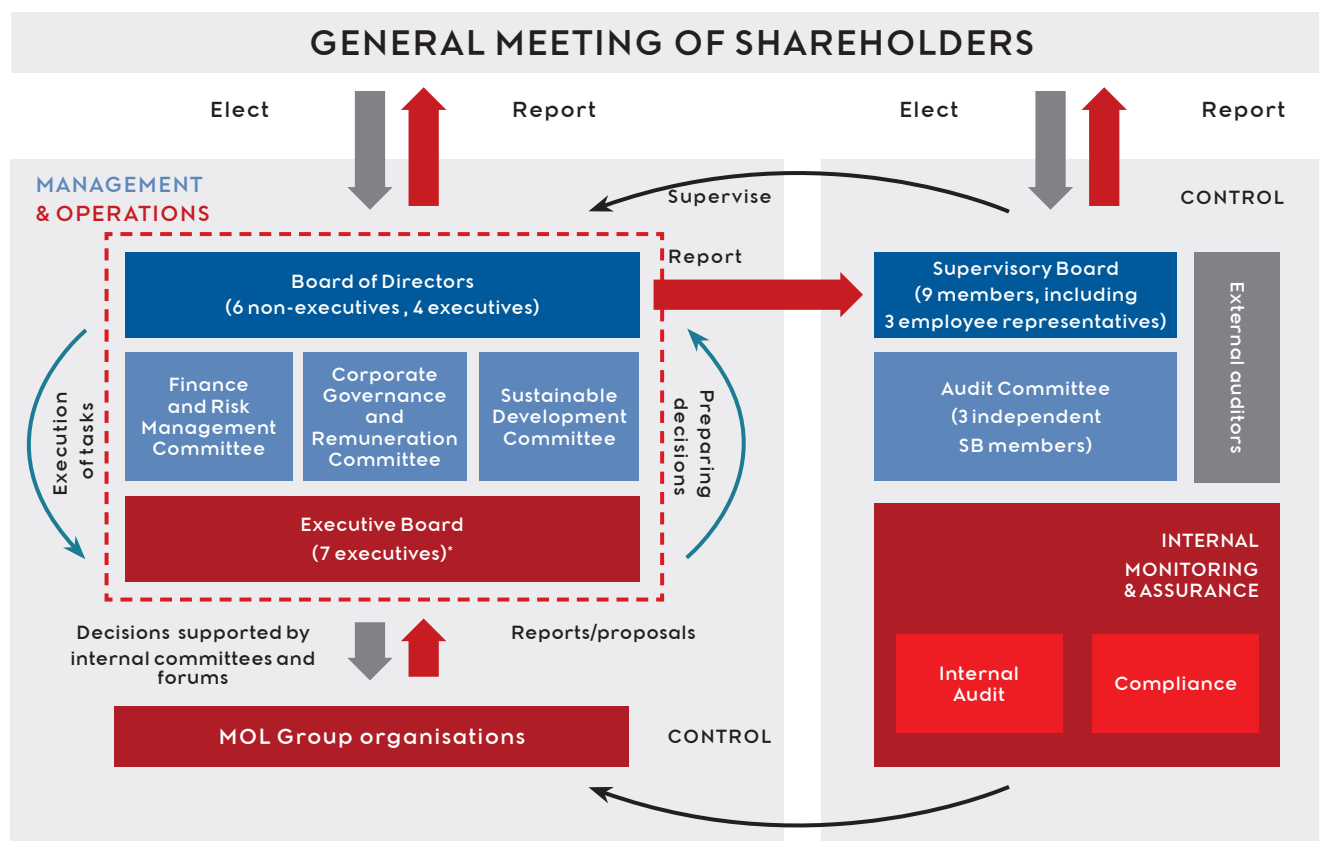 GENERAL MEETING OF SHAREHOLDERS
Elect
Report
Elect
Report
MANAGEMENT
& OPERATIONS
Supervise
CONTROL
Report
Board of Directors
(6 non-executives , 4 executives)
Supervisory Board
(9 members, including
3 employee representatives)
External auditors
Execution
of tasks
Finance
and Risk
Management
Committee
Corporate
Governance
and
Remuneration
Committee
Sustainable
Development
Committee
Preparing
decisions
Audit Committee
(3 independent
SB members)
Executive Board
(7 executives)*
INTERNAL
MONITORING
& ASSURANCE
Decisions supported by
internal committees and
forums
Reports/proposals
Internal
Audit
Compliance
MOL Group organisations
CONTROL